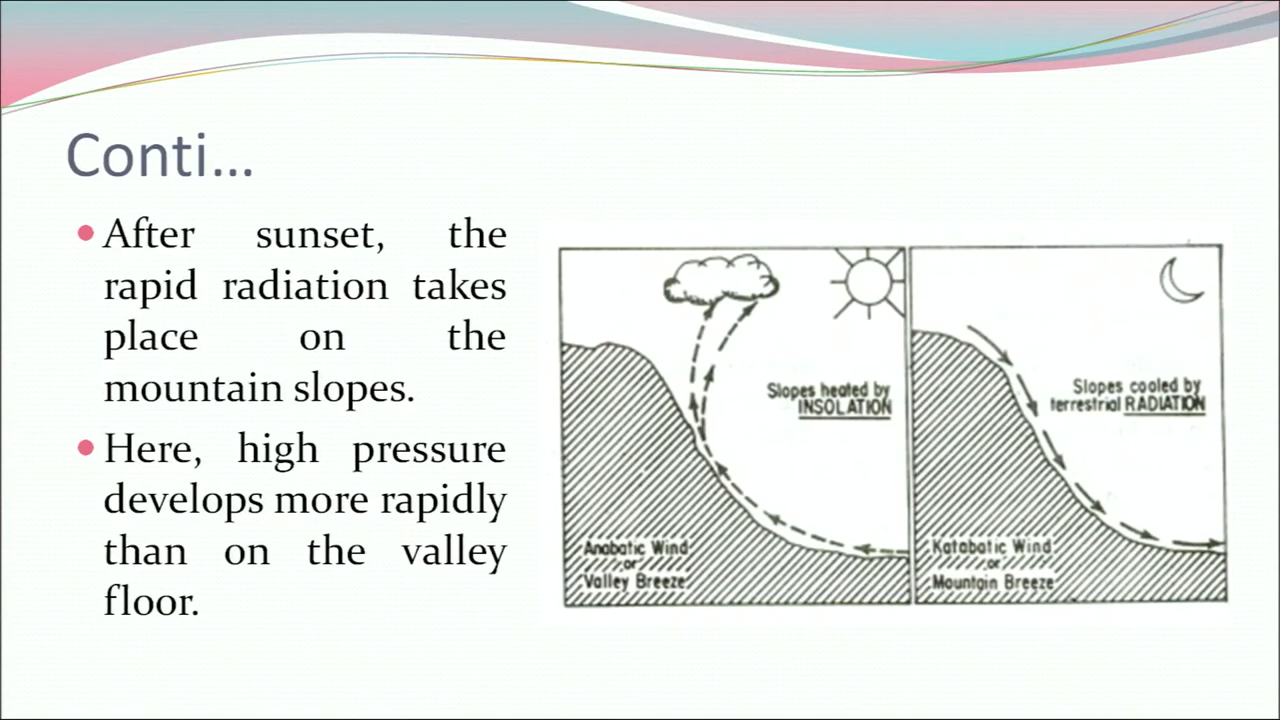 Conti...
After sunset, the
rapid radiation takes
place on the
mountain slopes.
Here, high pressure
develops more rapidly
than on the valley
floor.
Slopes heated by
INSOLATION
Anabatic Wind
or
Valley Breeze
Slopes cooled by
terrestrial RADIATION
Katabatic Wind
or
Mountain Breeze